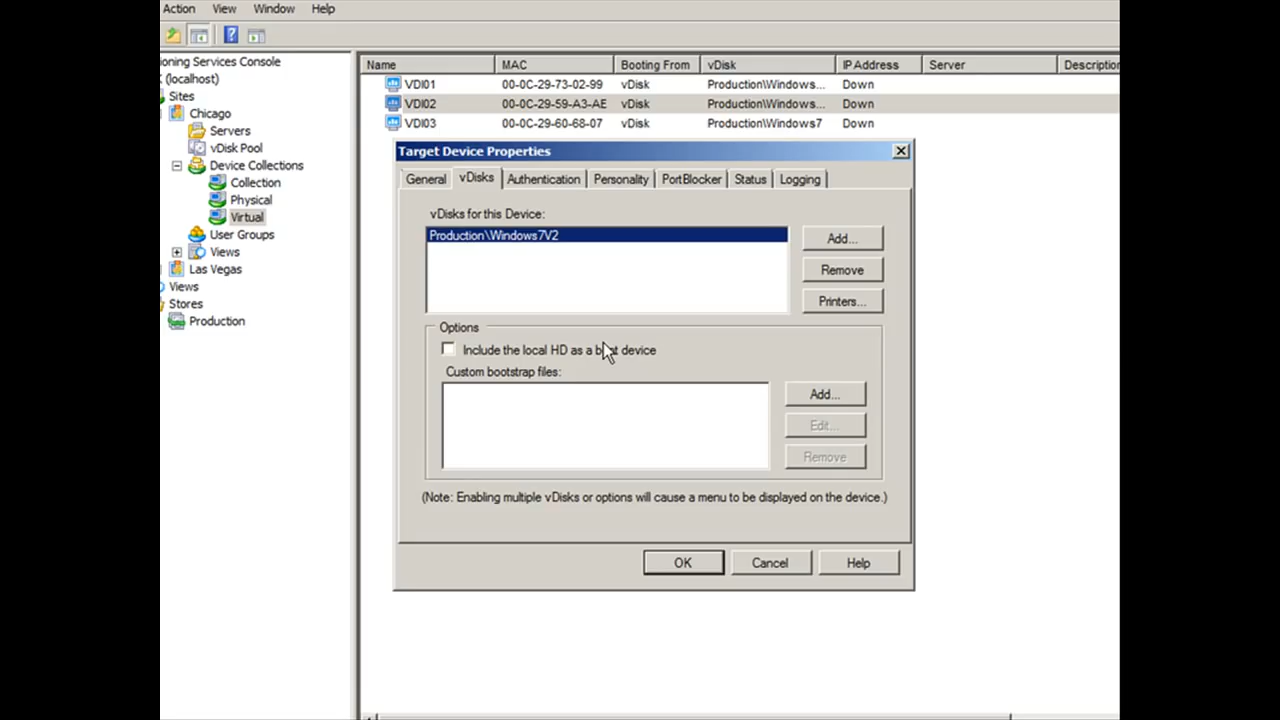 Action View Window Help
ioning Services Console
(localhost)
Sites
Chicago
Servers
vDisk Pool
Device Collections
Collection
Physical
Virtual
User Groups
Views
Las Vegas
Views
Stores
Production
Name MAC Booting From vDisk IP Address Server Descriptio
VDI01 00-0C-29-73-02-99 vDisk Production\Windows... Down
VDI02 00-0C-29-59-A3-AE vDisk Production\Windows... Down
VDI03 00-0C-29-60-68-07 vDisk Production\Windows7 Down
Target Device Properties
General vDisks Authentication Personality PortBlocker Status Logging
vDisks for this Device:
Production\Windows7V2
Add...
Remove
Printers...
Options
Include the local HD as a boot device
Custom bootstrap files:
Add...
Edit...
Remove
(Note: Enabling multiple vDisks or options will cause a menu to be displayed on the device.)
OK Cancel Help